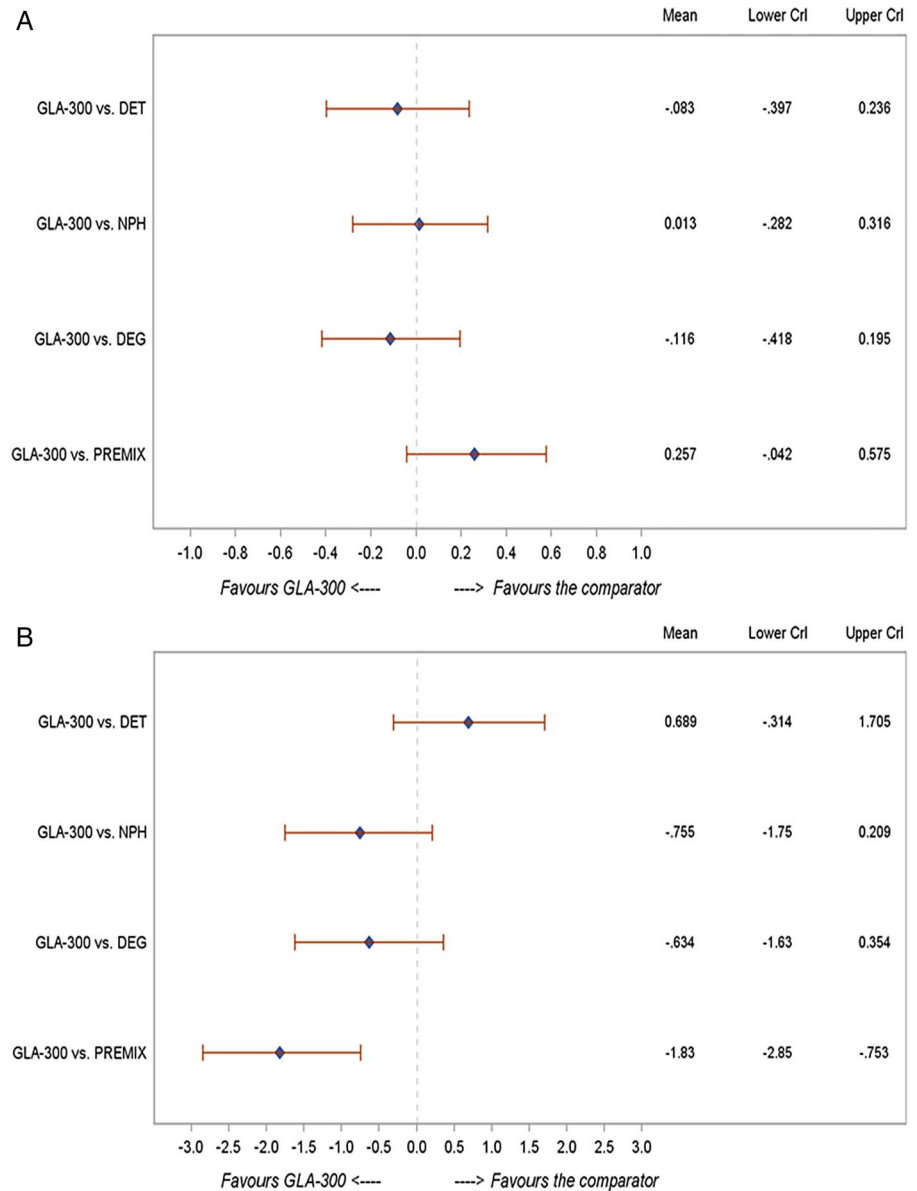 A
Mean Lower Crl Upper Crl
GLA-300 vs. DET -.083 -.397 0.236
GLA-300 vs. NPH 0.013 -.282 0.316
GLA-300 vs. DEG -.116 -.418 0.195
GLA-300 vs. PREMIX 0.257 -.042 0.575
-1.0 -0.8 -0.6 -0.4 -0.2 0.0 0.2 0.4 0.6 0.8 1.0
Favours GLA-300 <---- ----> Favours the comparator
B
Mean Lower Crl Upper Crl
GLA-300 vs. DET 0.689 -.314 1.705
GLA-300 vs. NPH -.755 -1.75 0.209
GLA-300 vs. DEG -.634 -1.63 0.354
GLA-300 vs. PREMIX -1.83 -2.85 -.753
-3.0 -2.5 -2.0 -1.5 -1.0 -0.5 0.0 0.5 1.0 1.5 2.0 2.5 3.0
Favours GLA-300 <---- ----> Favours the comparator